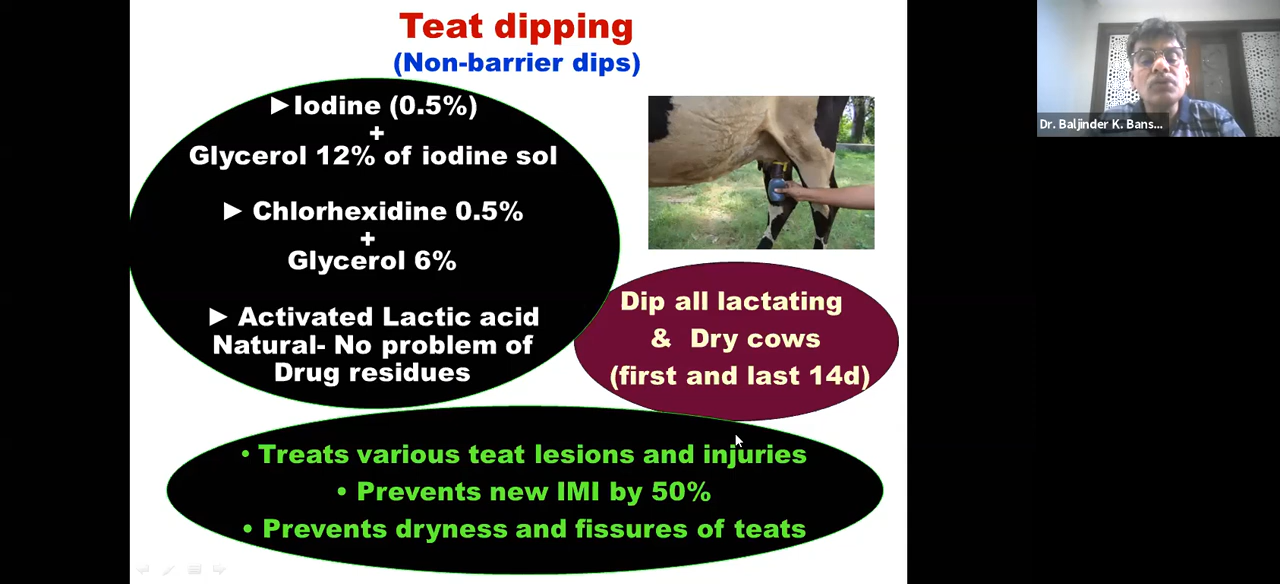 Teat dipping
(Non-barrier dips)
►Iodine (0.5%)
+
Glycerol 12% of iodine sol
► Chlorhexidine 0.5%
+
Glycerol 6%
► Activated Lactic acid
Natural- No problem of
Drug residues
Dip all lactating
& Dry cows
(first and last 14d)
• Treats various teat lesions and injuries
• Prevents new IMI by 50%
• Prevents dryness and fissures of teats
Dr. Baljinder K. Bans...